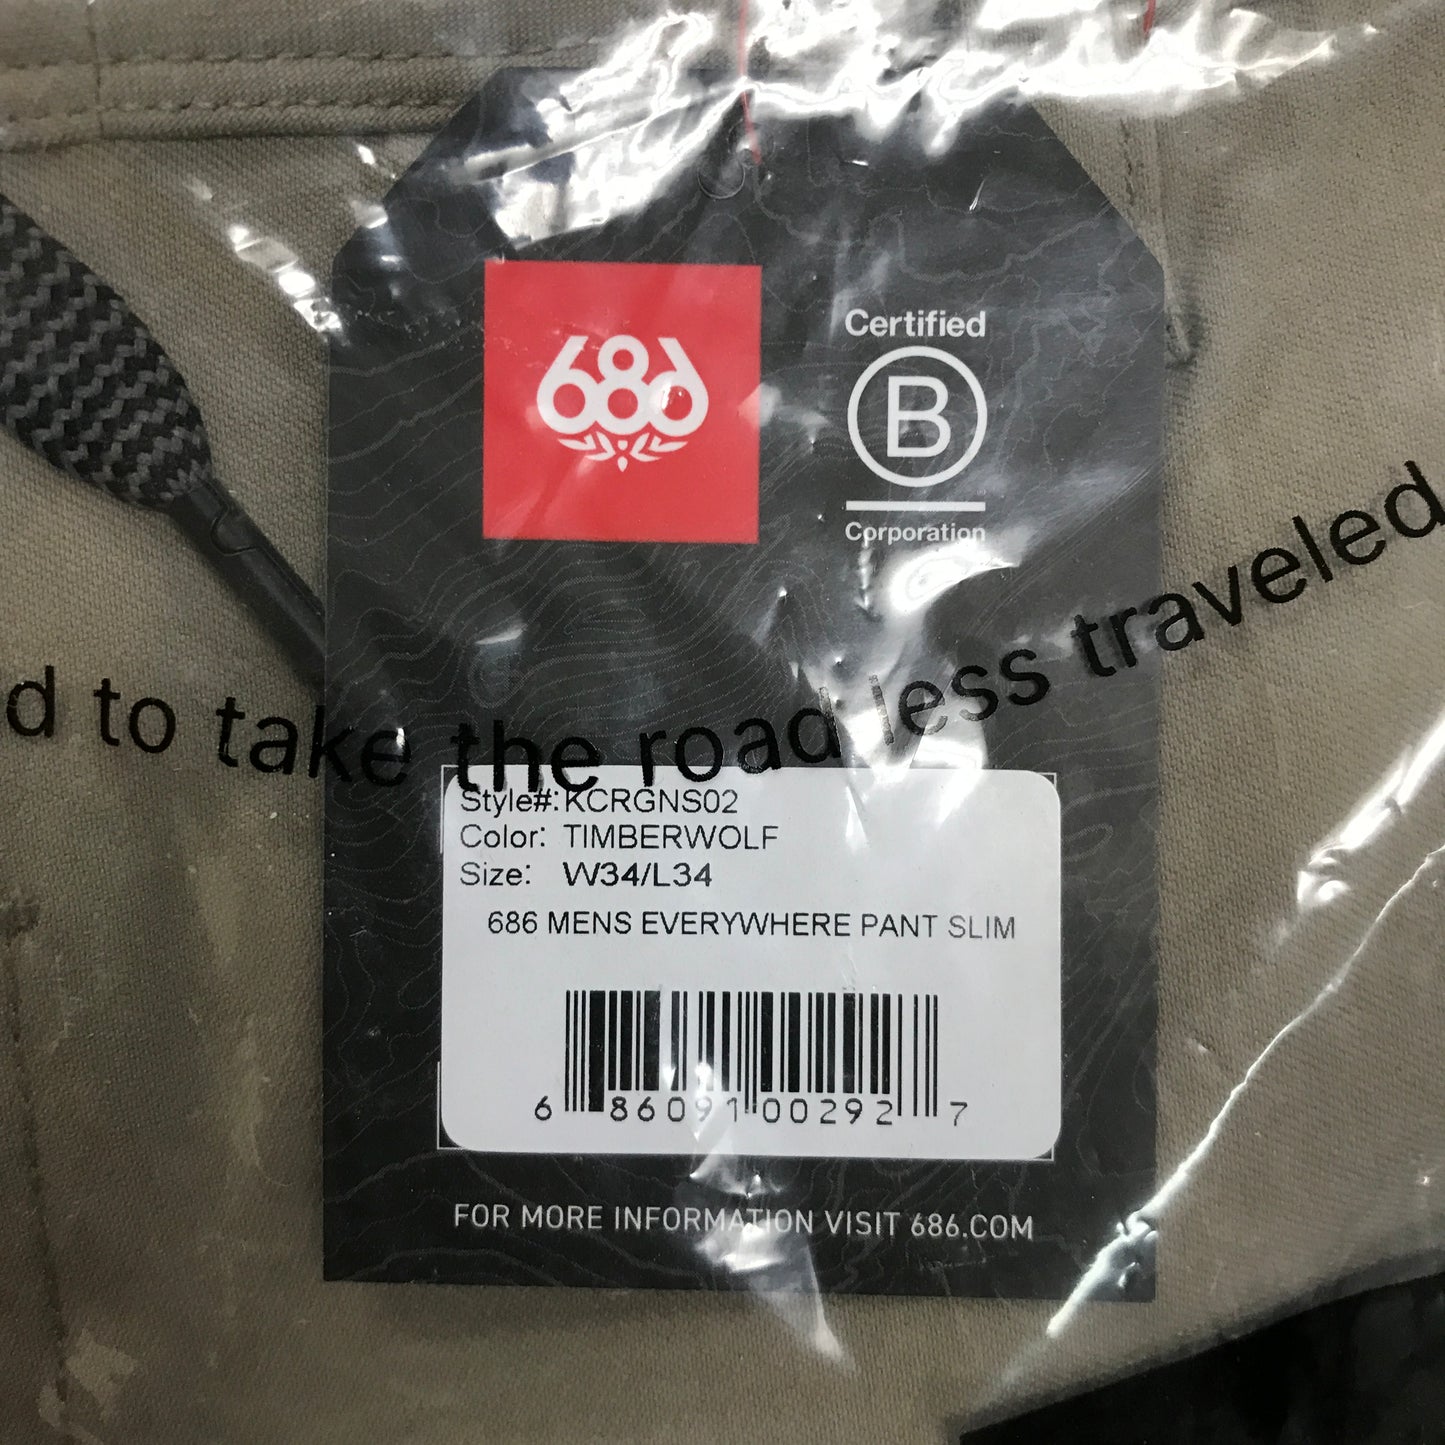 686
Certified
B
Corporation
d to take the road less traveled
Style#: KCRGNS02
Color: TIMBERWOLF
Size: W34/L34
686 MENS EVERYWHERE PANT SLIM
6 86091 00292 7
FOR MORE INFORMATION VISIT 686.COM